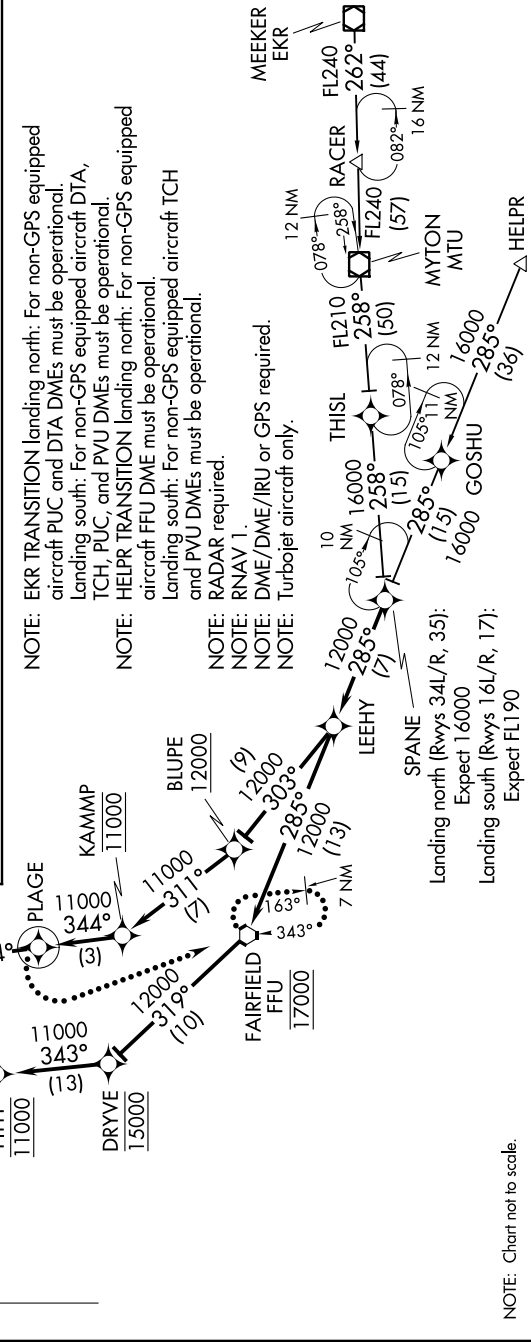 NOTE: EKR TRANSITION landing north: For non-GPS equipped
aircraft PUC and DTA DMEs must be operational.
Landing south: For non-GPS equipped aircraft DTA,
TCH, PUC, and PVU DMEs must be operational.
NOTE: HELPR TRANSITION landing north: For non-GPS equipped
aircraft FFU DME must be operational.
Landing south: For non-GPS equipped aircraft TCH
and PVU DMEs must be operational.
NOTE: RADAR required.
NOTE: RNAV 1.
NOTE: DME/DME/IRU or GPS required.
NOTE: Turbojet aircraft only.
PLAGE
11000
344°
(3)
KAMMP
11000
11000
311°
(7)
BLUPE
12000
(9)
12000
303°
11000
11000
343°
(13)
DRYVE
15000
12000
319°
(10)
FAIRFIELD
FFU
17000
163°
343°
7 NM
285°
12000
(13)
LEEHY
12000
285°
(7)
SPANE
Landing north (Rwys 34L/R, 35):
Expect 16000
Landing south (Rwys 16L/R, 17):
Expect FL190
10
NM
105°
16000
258°
(15)
285°
(15)
16000
THISL
078°
12 NM
GOSHU
105°
11
NM
16000
285°
(36)
HELPR
FL210
258°
(50)
MYTON
MTU
12 NM
078°
258°
FL240
(57)
RACER
082°
16 NM
FL240
262°
(44)
MEEKER
EKR
NOTE: Chart not to scale.